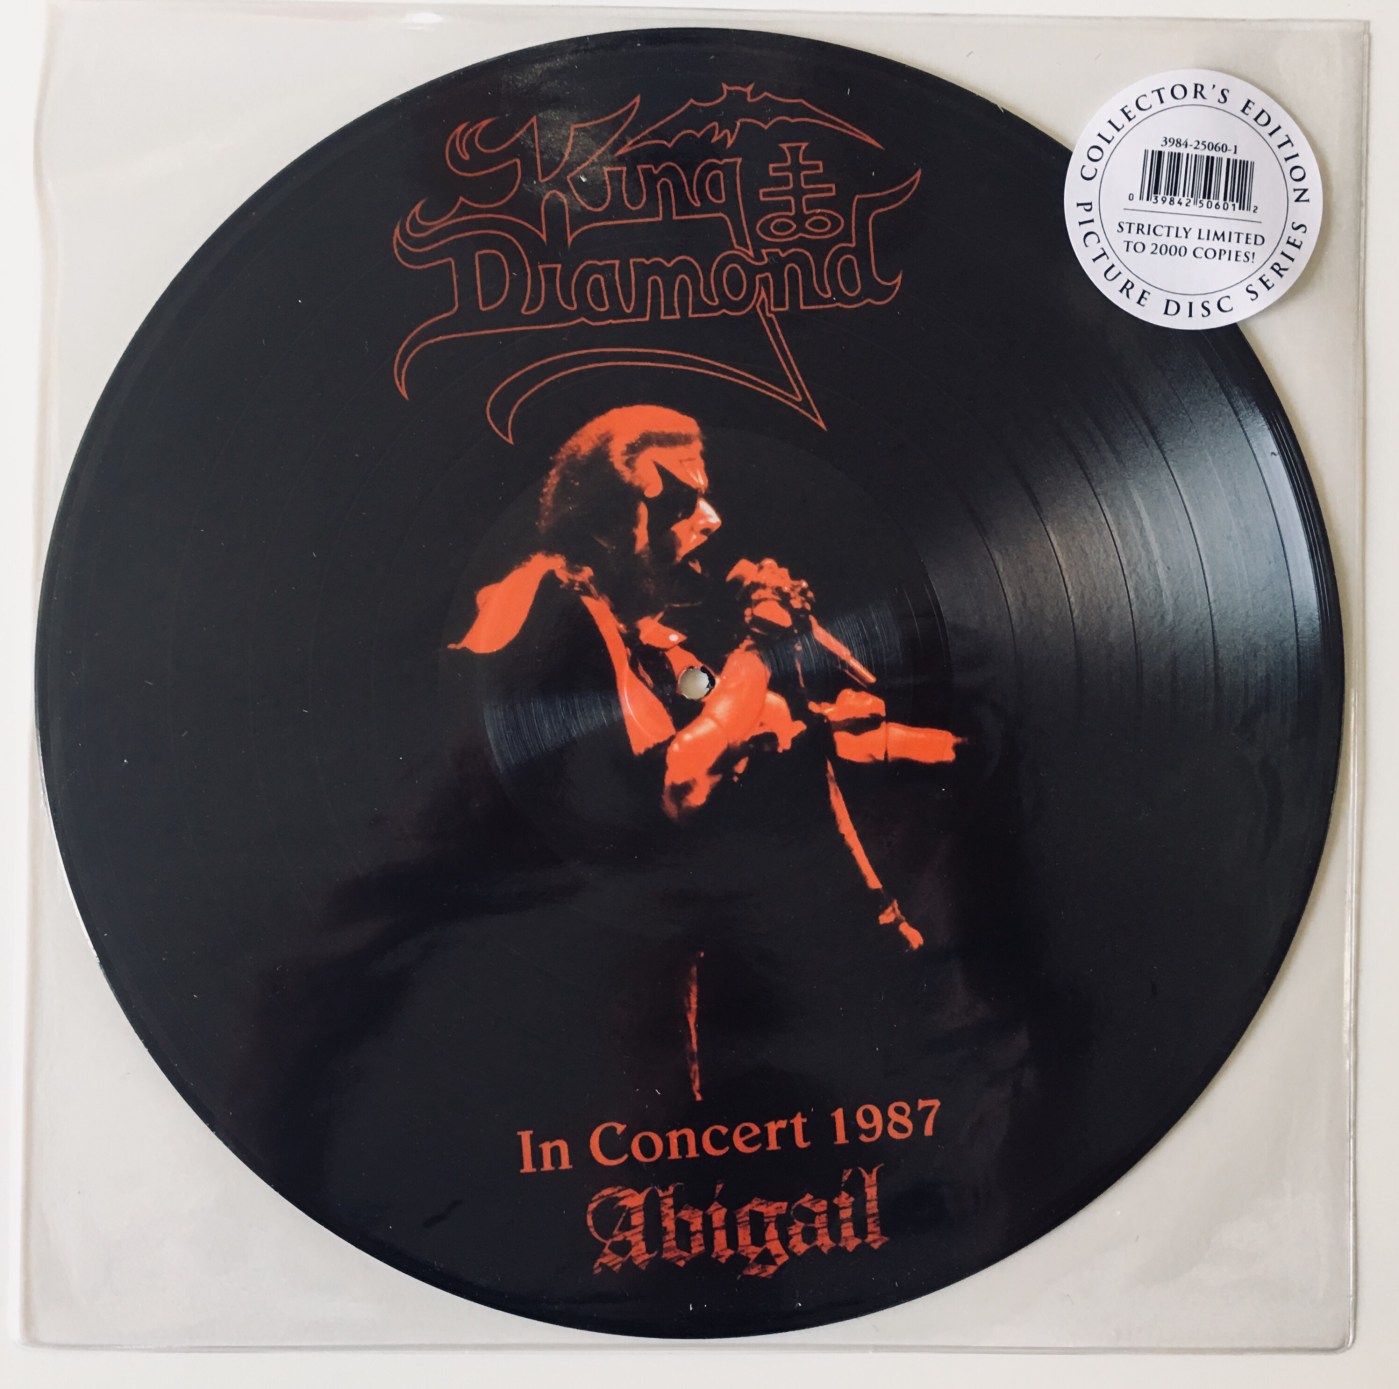 King
Diamond
COLLECTOR'S EDITION
3984-25060-1
0 39842 50601 2
STRICTLY LIMITED
TO 2000 COPIES!
PICTURE DISC SERIES
In Concert 1987
Abigail